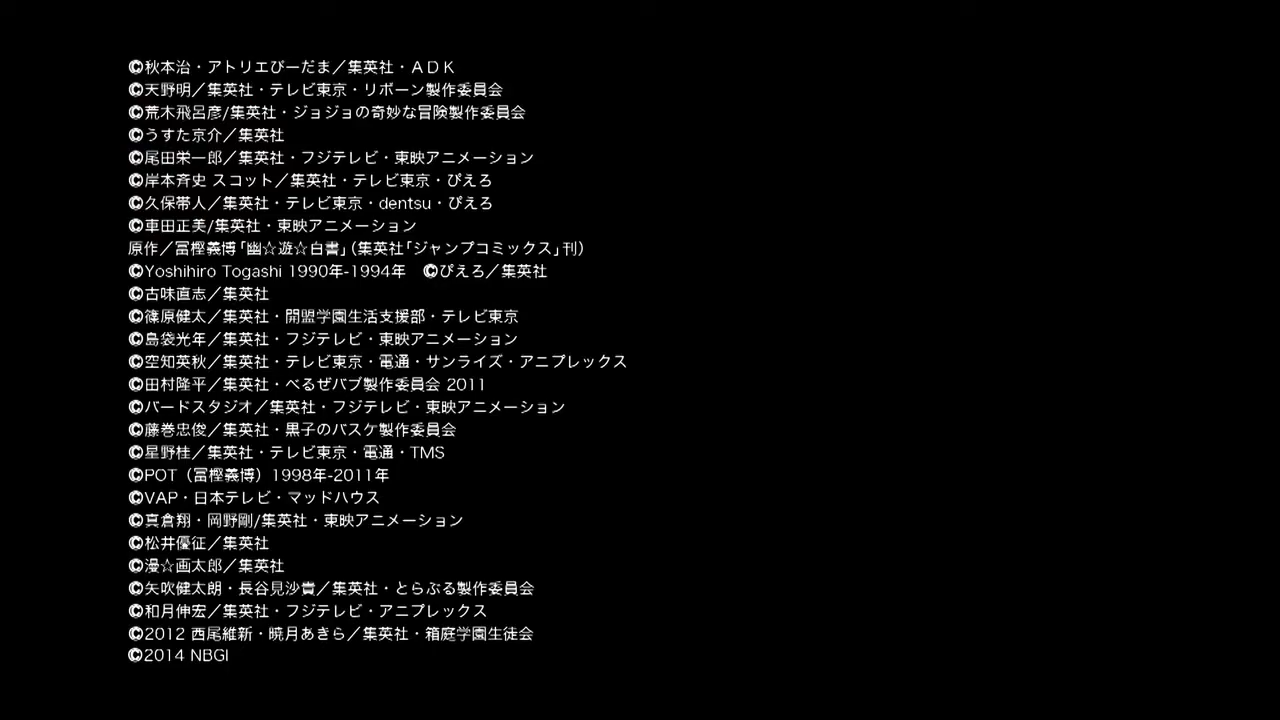 ©秋本治・アトリエびーだま／集英社・ＡＤＫ
©天野明／集英社・テレビ東京・リボーン製作委員会
©荒木飛呂彦/集英社・ジョジョの奇妙な冒険製作委員会
©うすた京介／集英社
©尾田栄一郎／集英社・フジテレビ・東映アニメーション
©岸本斉史 スコット／集英社・テレビ東京・ぴえろ
©久保帯人／集英社・テレビ東京・dentsu・ぴえろ
©車田正美/集英社・東映アニメーション
原作／冨樫義博「幽☆遊☆白書」（集英社「ジャンプコミックス」刊）
©Yoshihiro Togashi 1990年-1994年　©ぴえろ／集英社
©古味直志／集英社
©篠原健太／集英社・開盟学園生活支援部・テレビ東京
©島袋光年／集英社・フジテレビ・東映アニメーション
©空知英秋／集英社・テレビ東京・電通・サンライズ・アニプレックス
©田村隆平／集英社・べるぜバブ製作委員会 2011
©バードスタジオ／集英社・フジテレビ・東映アニメーション
©藤巻忠俊／集英社・黒子のバスケ製作委員会
©星野桂／集英社・テレビ東京・電通・TMS
©POT（冨樫義博）1998年-2011年
©VAP・日本テレビ・マッドハウス
©真倉翔・岡野剛/集英社・東映アニメーション
©松井優征／集英社
©漫☆画太郎／集英社
©矢吹健太朗・長谷見沙貴／集英社・とらぶる製作委員会
©和月伸宏／集英社・フジテレビ・アニプレックス
©2012 西尾維新・暁月あきら／集英社・箱庭学園生徒会
©2014 NBGI